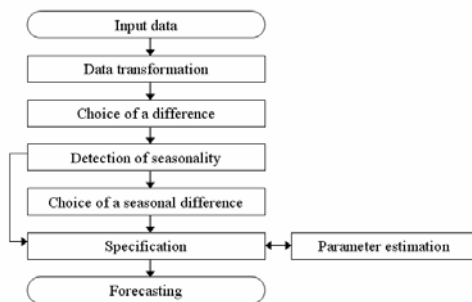 Input data
Data transformation
Choice of a difference
Detection of seasonality
Choice of a seasonal difference
Specification
Parameter estimation
Forecasting